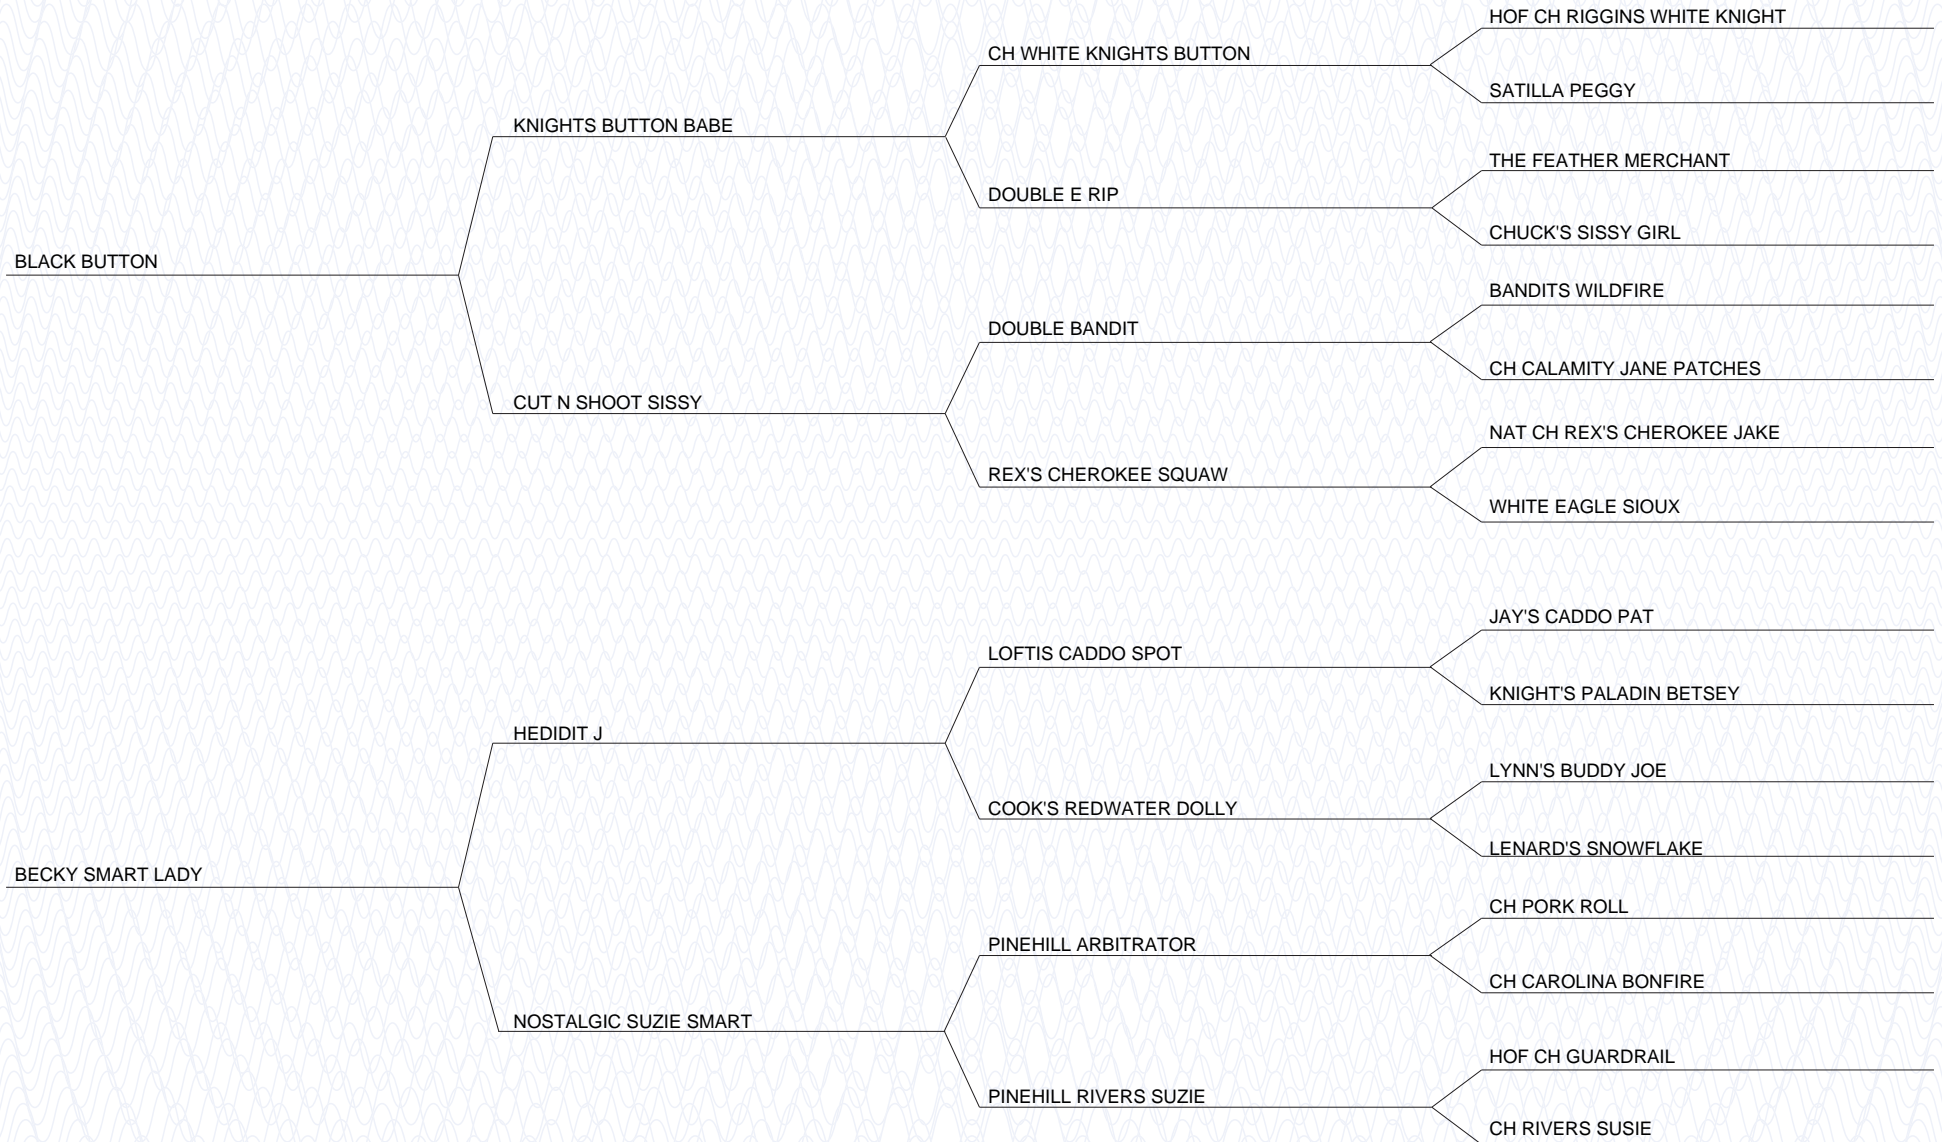 HOF CH RIGGINS WHITE KNIGHT
CH WHITE KNIGHTS BUTTON
SATILLA PEGGY
KNIGHTS BUTTON BABE
THE FEATHER MERCHANT
DOUBLE E RIP
CHUCK'S SISSY GIRL
BLACK BUTTON
BANDITS WILDFIRE
DOUBLE BANDIT
CH CALAMITY JANE PATCHES
CUT N SHOOT SISSY
NAT CH REX'S CHEROKEE JAKE
REX'S CHEROKEE SQUAW
WHITE EAGLE SIOUX
JAY'S CADDO PAT
LOFTIS CADDO SPOT
KNIGHT'S PALADIN BETSEY
HEDIDIT J
LYNN'S BUDDY JOE
COOK'S REDWATER DOLLY
LENARD'S SNOWFLAKE
BECKY SMART LADY
CH PORK ROLL
PINEHILL ARBITRATOR
CH CAROLINA BONFIRE
NOSTALGIC SUZIE SMART
HOF CH GUARDRAIL
PINEHILL RIVERS SUZIE
CH RIVERS SUSIE